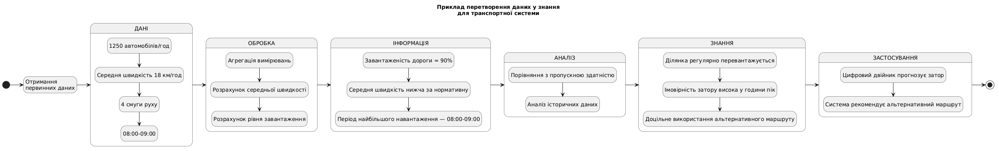 Приклад перетворення даних у знання
для транспортної системи
Отримання
первинних даних
ДАНІ
1250 автомобілів/год
Середня швидкість 18 км/год
4 смуги руху
08:00-09:00
ОБРОБКА
Агрегація вимірювань
Розрахунок середньої швидкості
Розрахунок рівня завантаження
ІНФОРМАЦІЯ
Завантаженість дороги ≈ 90%
Середня швидкість нижча за нормативну
Період найбільшого навантаження — 08:00-09:00
АНАЛІЗ
Порівняння з пропускною здатністю
Аналіз історичних даних
ЗНАННЯ
Ділянка регулярно перевантажується
Імовірність затору висока у години пік
Доцільне використання альтернативного маршруту
ЗАСТОСУВАННЯ
Цифровий двійник прогнозує затор
Система рекомендує альтернативний маршрут